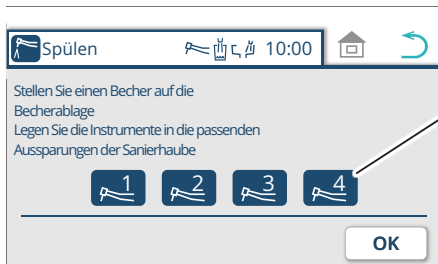 Spülen 10:00
Stellen Sie einen Becher auf die
Becherablage
Legen Sie die Instrumente in die passenden
Aussparungen der Sanierhaube
1 2 3 4
OK